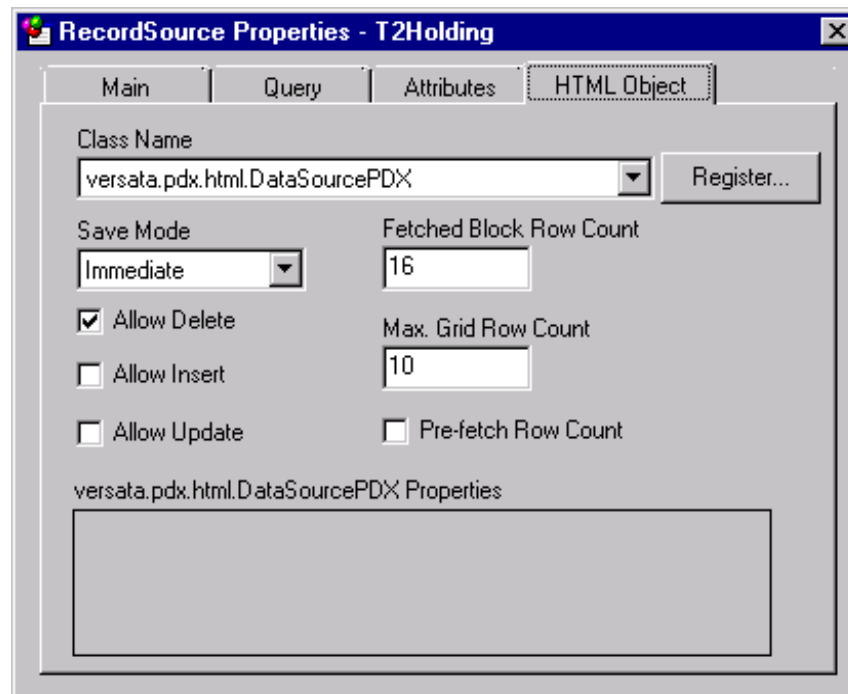 RecordSource Properties - T2Holding
Main Query Attributes HTML Object
Class Name
versata.pdx.html.DataSourcePDX Register...
Save Mode Fetched Block Row Count
Immediate 16
Allow Delete Max. Grid Row Count
Allow Insert 10
Allow Update Pre-fetch Row Count
versata.pdx.html.DataSourcePDX Properties